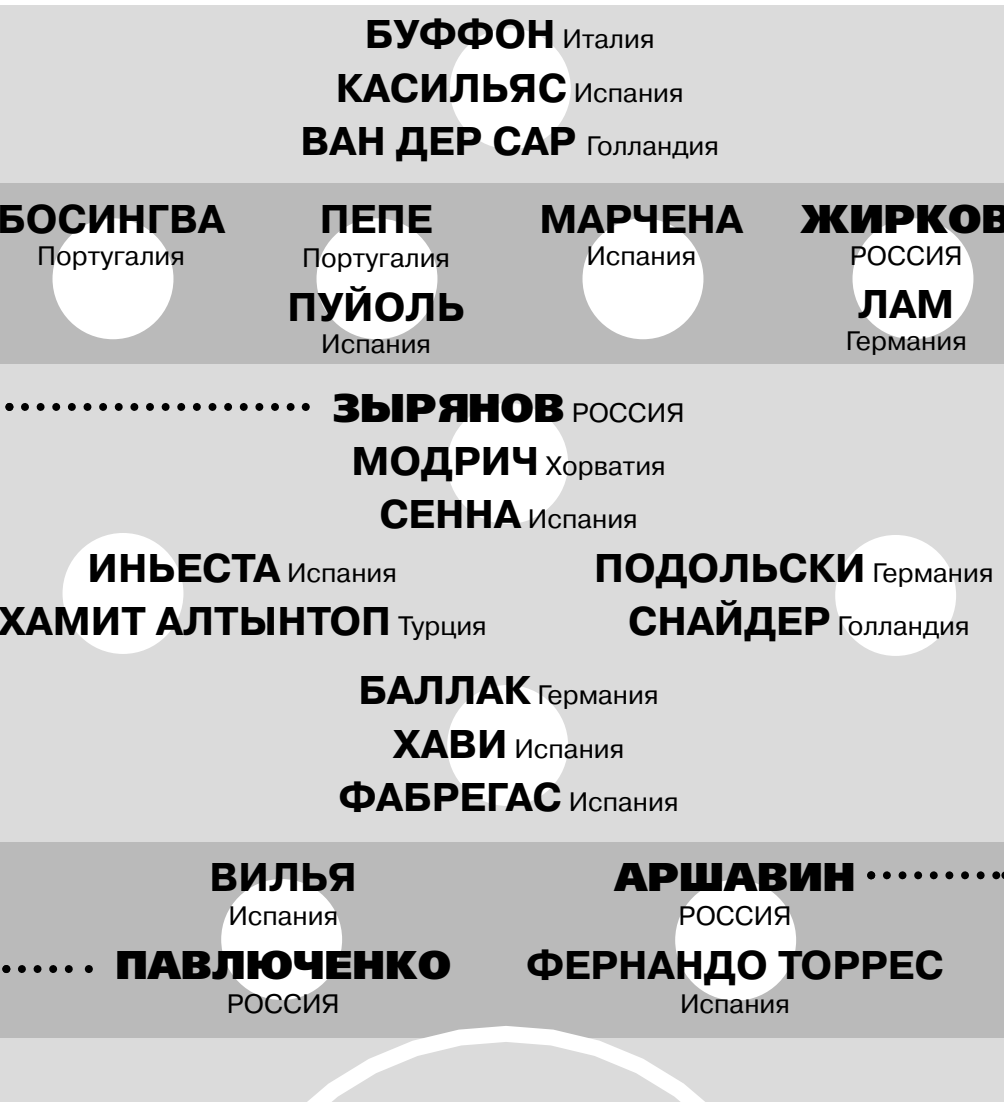 БУФФОН Италия
КАСИЛЬЯС Испания
ВАН ДЕР САР Голландия
БОСИНГВА
Португалия
ПЕПЕ
Португалия
ПУЙОЛЬ
Испания
МАРЧЕНА
Испания
ЖИРКОВ
РОССИЯ
ЛАМ
Германия
ЗЫРЯНОВ РОССИЯ
МОДРИЧ Хорватия
СЕННА Испания
ИНЬЕСТА Испания
ХАМИТ АЛТЫНТОП Турция
ПОДОЛЬСКИ Германия
СНАЙДЕР Голландия
БАЛЛАК Германия
ХАВИ Испания
ФАБРЕГАС Испания
ВИЛЬЯ
Испания
ПАВЛЮЧЕНКО
РОССИЯ
АРШАВИН
РОССИЯ
ФЕРНАНДО ТОРРЕС
Испания